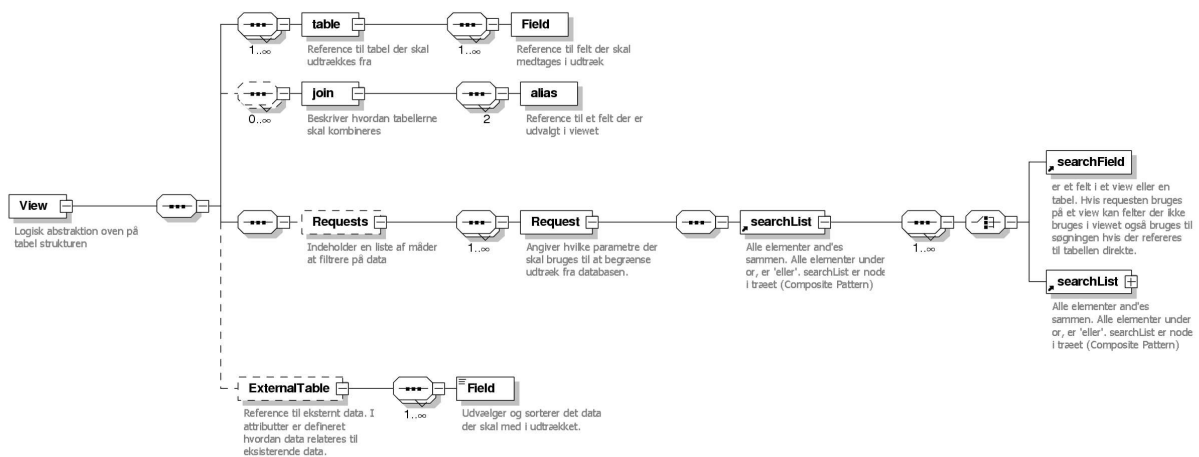 table
Field
1..∞
1..∞
Reference til tabel der skal
udtrækkes fra
Reference til felt der skal
medtages i udtræk
join
alias
0..∞
2
Beskriver hvordan tabellerne
skal kombineres
Reference til et felt der er
udvalgt i viewet
View
Logisk abstraktion oven på
tabel strukturen
Requests
Indeholder en liste af måder
at filtrere på data
1..∞
Request
Angiver hvilke parametre der
skal bruges til at begrænse
udtræk fra databasen.
searchList
Alle elementer and'es
sammen. Alle elementer under
or, er 'eller'. searchList er node
i træet (Composite Pattern)
1..∞
searchField
er et felt i et view eller en
tabel. Hvis requesten bruges
på et view kan felter der ikke
bruges i viewet også bruges til
søgningen hvis der refereres
til tabellen direkte.
searchList
Alle elementer and'es
sammen. Alle elementer under
or, er 'eller'. searchList er node
i træet (Composite Pattern)
ExternalTable
Reference til eksternt data. I
attributter er defineret
hvordan data relateres til
eksisterende data.
1..∞
Field
Udvælger og sorterer det data
der skal med i udtrækket.